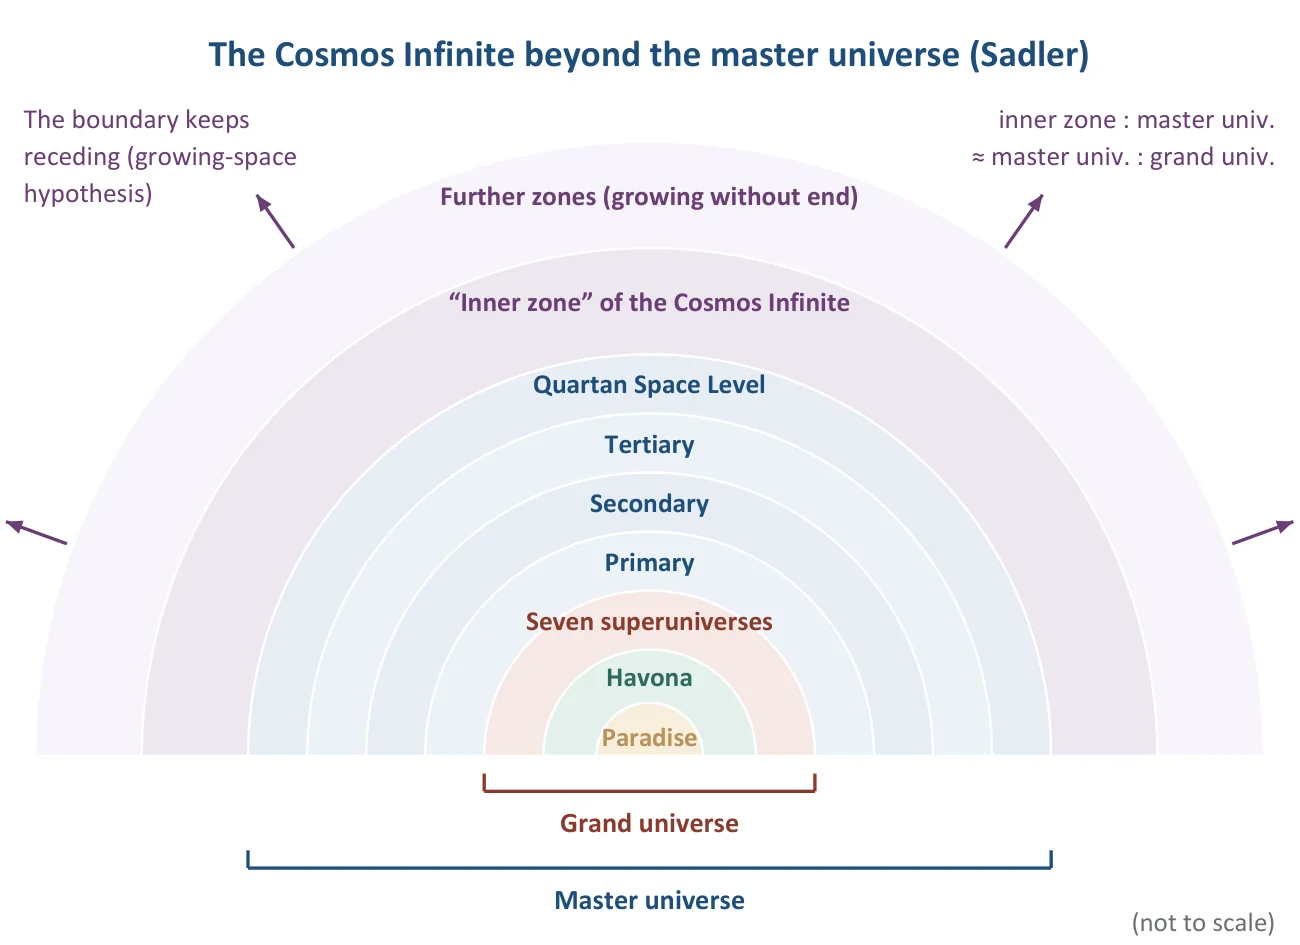 The Cosmos Infinite beyond the master universe (Sadler)
The boundary keeps
receding (growing-space
hypothesis)
inner zone : master univ.
≈ master univ. : grand univ.
Further zones (growing without end)
“Inner zone” of the Cosmos Infinite
Quartan Space Level
Tertiary
Secondary
Primary
Seven superuniverses
Havona
Paradise
Grand universe
Master universe
(not to scale)